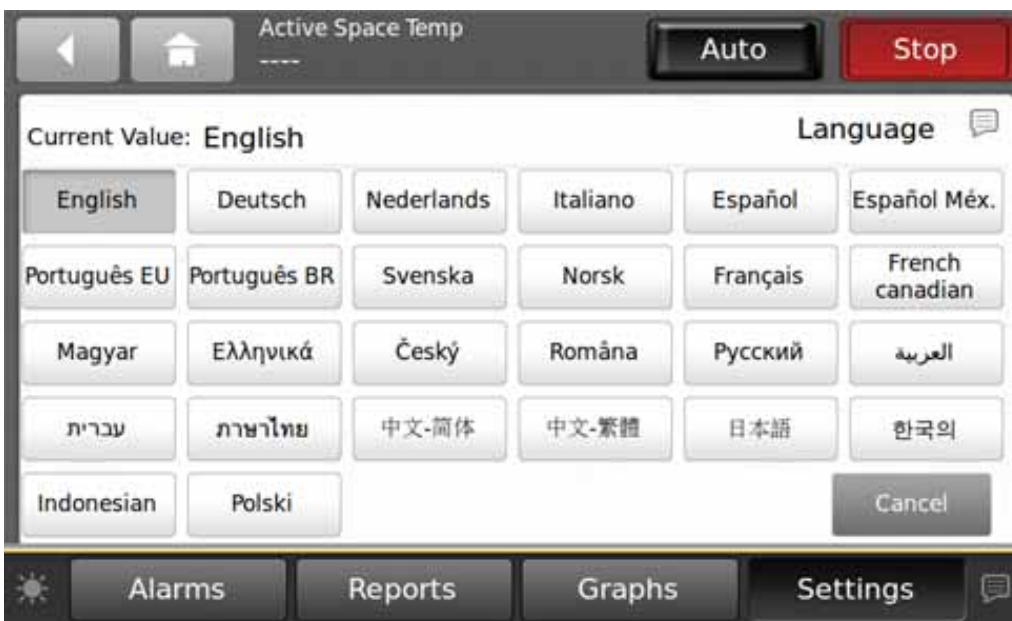 Active Space Temp
----
Auto
Stop
Current Value: English
Language
English
Deutsch
Nederlands
Italiano
Español
Español Méx.
Português EU
Português BR
Svenska
Norsk
Français
French
canadian
Magyar
Ελληνικά
Český
Româna
Русский
العربية
עברית
ภาษาไทย
中文-简体
中文-繁體
日本語
한국의
Indonesian
Polski
Cancel
Alarms
Reports
Graphs
Settings